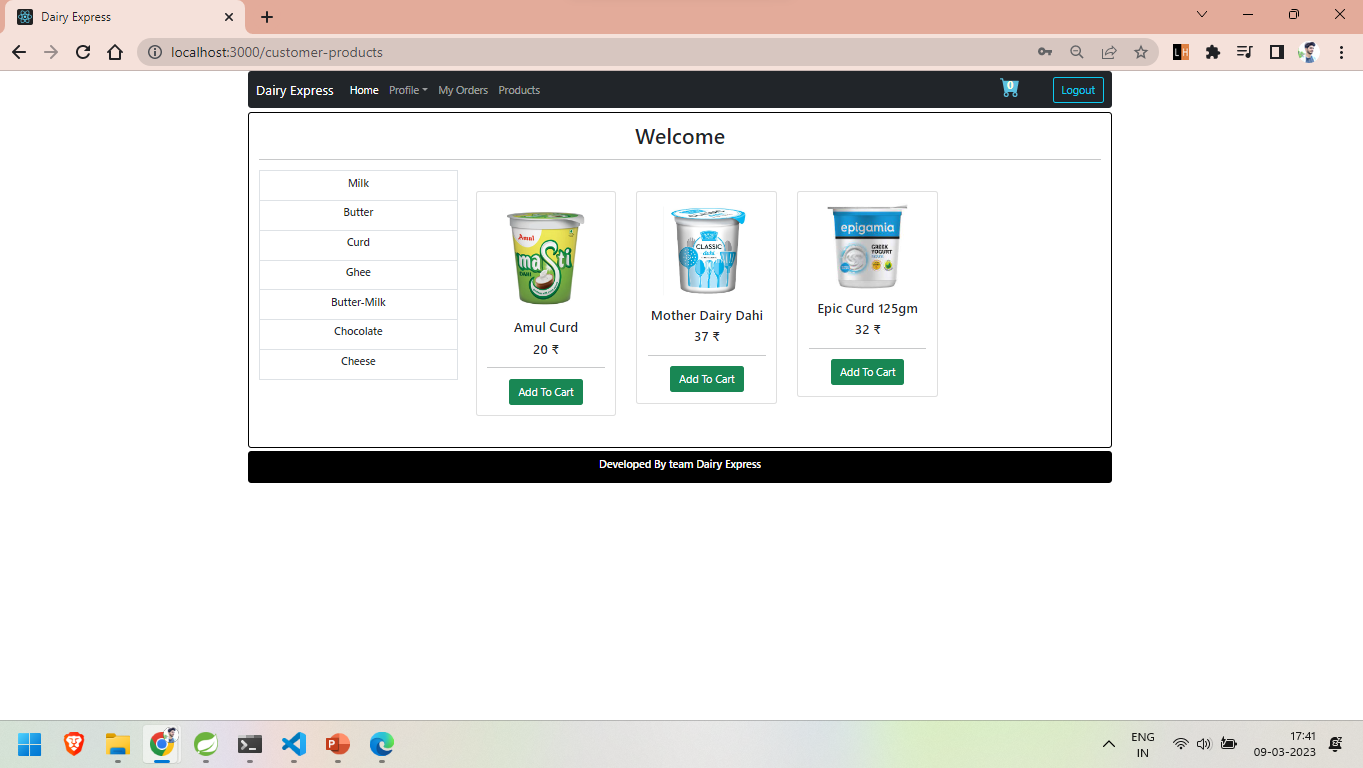 Dairy Express
localhost:3000/customer-products
L H
Dairy Express Home Profile My Orders Products 0 Logout
Welcome
Milk
Butter
Curd
Ghee
Butter-Milk
Chocolate
Cheese
Amul
masti
Amul Curd
20 ₹
Add To Cart
CLASSIC
dahi
Mother Dairy Dahi
37 ₹
Add To Cart
epigamia
GREEK
YOGURT
Epic Curd 125gm
32 ₹
Add To Cart
Developed By team Dairy Express
ENG
IN
17:41
09-03-2023